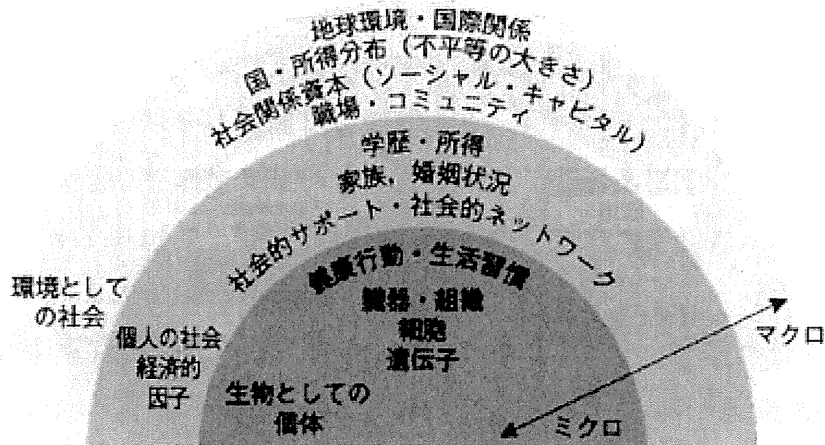 地球環境・国際関係
国・所得分布（不平等の大きさ）
社会関係資本（ソーシャル・キャピタル）
職場・コミュニティ
学歴・所得
家族，婚姻状況
社会的サポート・社会的ネットワーク
健康行動・生活習慣
臓器・組織
細胞
遺伝子
環境として
の社会
個人の社会
経済的
因子
生物としての
個体
マクロ
ミクロ